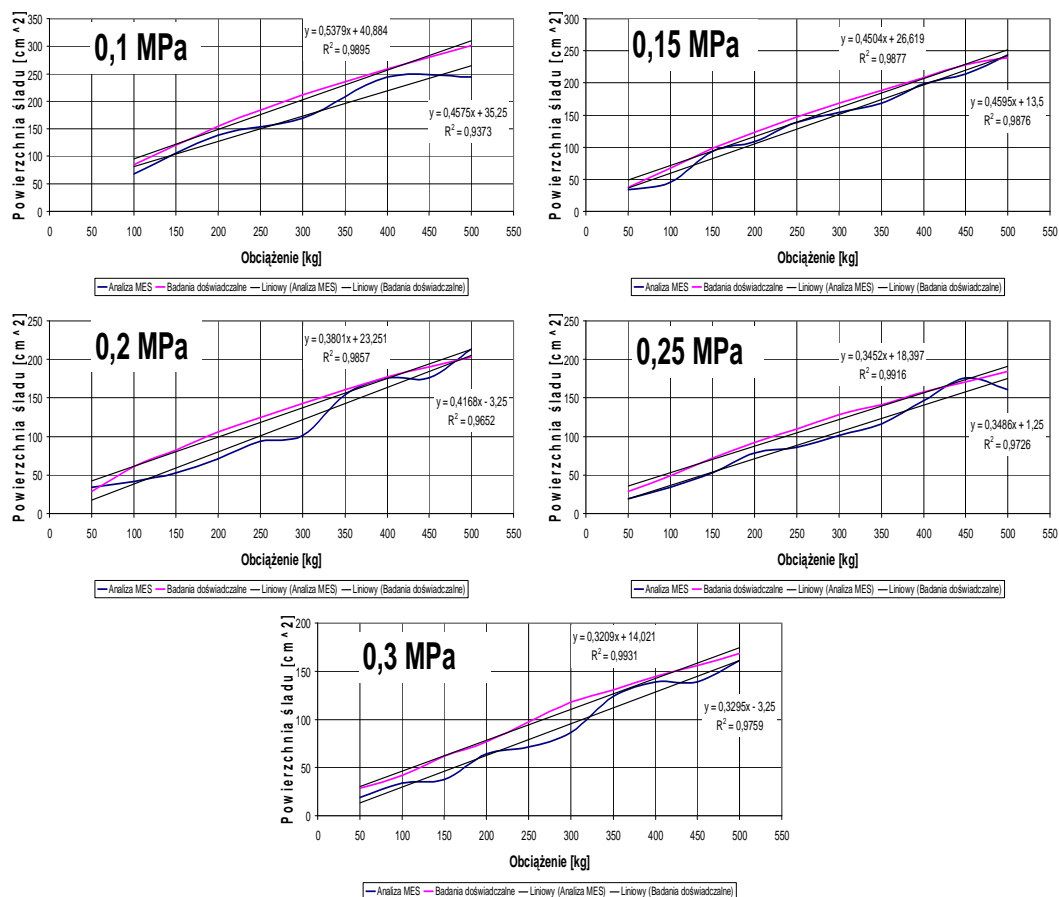 0,1 MPa
y = 0,5379x + 40,884
R² = 0,9895
y = 0,4575x + 35,25
R² = 0,9373
Powierzchnia śladu [cm^2]
350
300
250
200
150
100
50
0
0 50 100 150 200 250 300 350 400 450 500 550
Obciążenie [kg]
Analiza MES Badania doświadczalne Liniowy (Analiza MES) Liniowy (Badania doświadczalne)
0,15 MPa
y = 0,4504x + 26,619
R² = 0,9877
y = 0,4595x + 13,5
R² = 0,9876
Powierzchnia śladu [cm^2]
300
250
200
150
100
50
0
0 50 100 150 200 250 300 350 400 450 500 550
Obciążenie [kg]
Analiza MES Badania doświadczalne Liniowy (Analiza MES) Liniowy (Badania doświadczalne)
0,2 MPa
y = 0,3801x + 23,251
R² = 0,9857
y = 0,4168x - 3,25
R² = 0,9652
Powierzchnia śladu [cm^2]
250
200
150
100
50
0
0 50 100 150 200 250 300 350 400 450 500 550
Obciążenie [kg]
Analiza MES Badania doświadczalne Liniowy (Analiza MES) Liniowy (Badania doświadczalne)
0,25 MPa
y = 0,3452x + 18,397
R² = 0,9916
y = 0,3486x + 1,25
R² = 0,9726
Powierzchnia śladu [cm^2]
250
200
150
100
50
0
0 50 100 150 200 250 300 350 400 450 500 550
Obciążenie [kg]
Analiza MES Badania doświadczalne Liniowy (Analiza MES) Liniowy (Badania doświadczalne)
0,3 MPa
y = 0,3209x + 14,021
R² = 0,9931
y = 0,3295x - 3,25
R² = 0,9759
Powierzchnia śladu [cm^2]
200
150
100
50
0
0 50 100 150 200 250 300 350 400 450 500 550
Obciążenie [kg]
Analiza MES Badania doświadczalne Liniowy (Analiza MES) Liniowy (Badania doświadczalne)